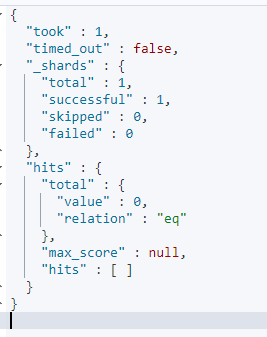 {
  "took" : 1,
  "timed_out" : false,
  "_shards" : {
    "total" : 1,
    "successful" : 1,
    "skipped" : 0,
    "failed" : 0
  },
  "hits" : {
    "total" : {
      "value" : 0,
      "relation" : "eq"
    },
    "max_score" : null,
    "hits" : [ ]
  }
}